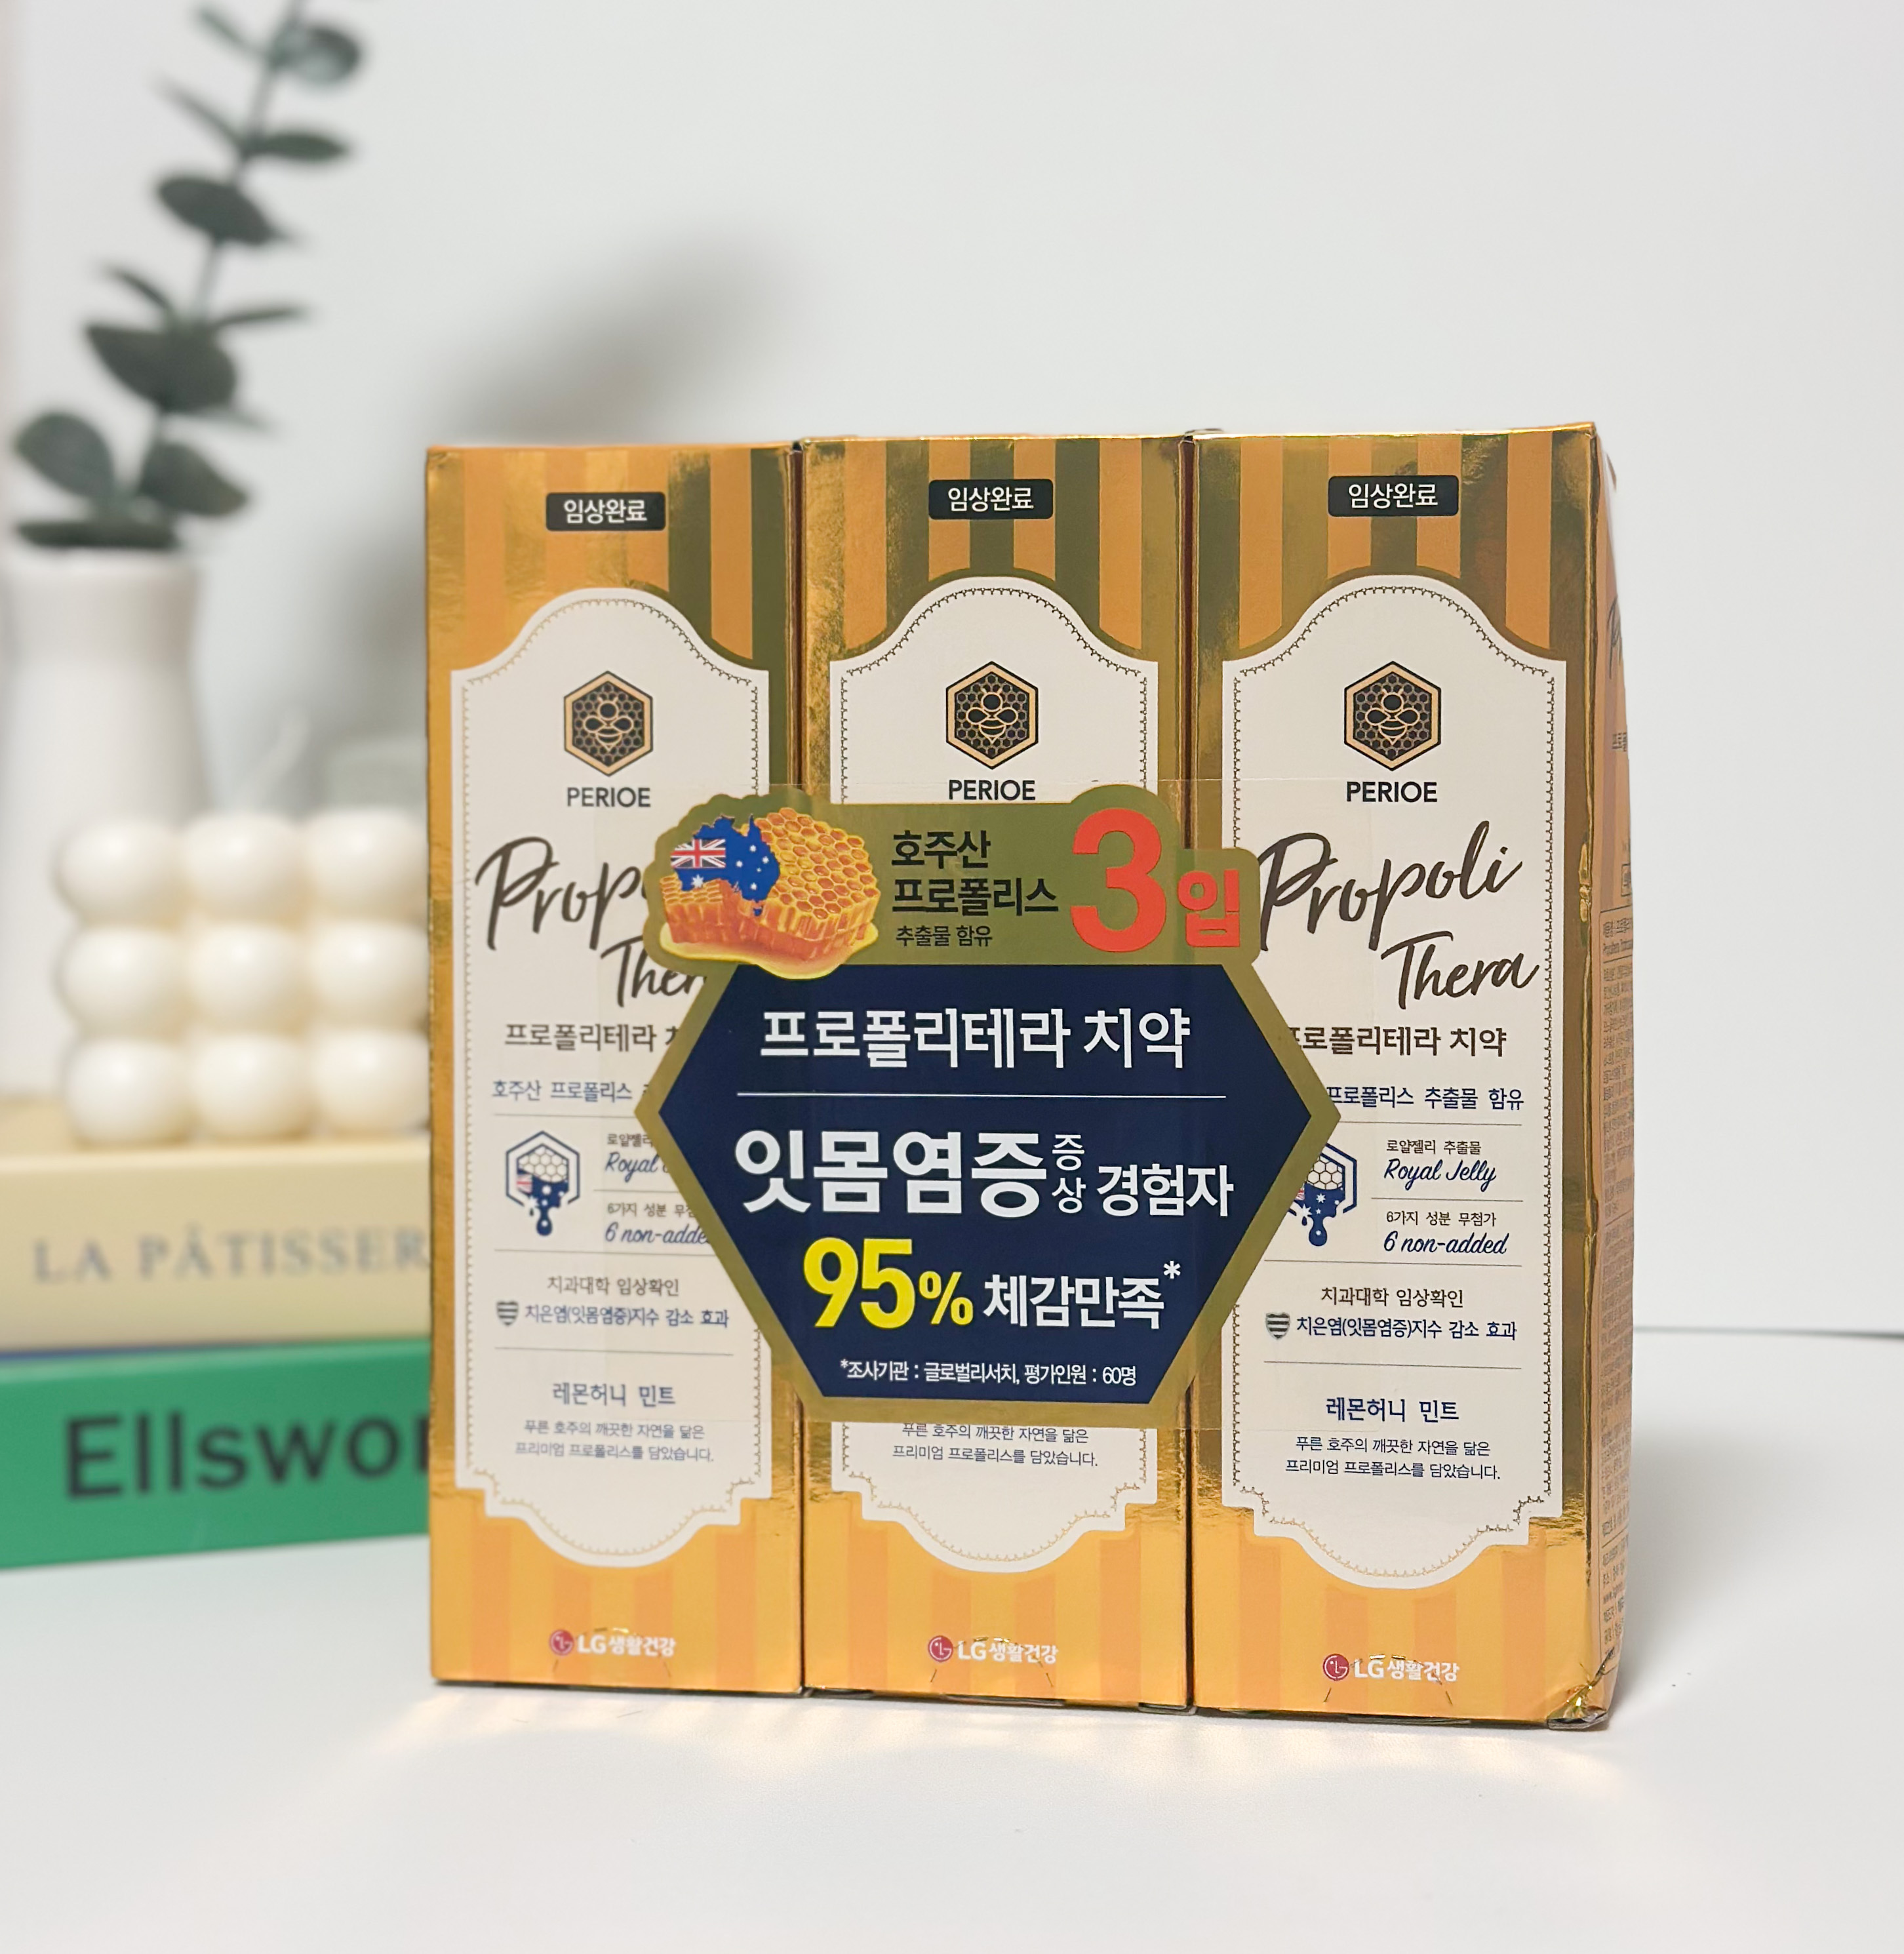 임상완료
PERIOE
호주산 프로폴리스
6가지 성분
치과대학 임상확인
치은염(잇몸염증)지수 감소 효과
레몬허니 민트
푸른 호주의 깨끗한 자연을 닮은
프리미엄 프로폴리스를 담았습니다.
LG생활건강
임상완료
PERIOE
호주산
프로폴리스
추출물 함유
3입
프로폴리테라 치약
잇몸염증증상 경험자
95% 체감만족*
*조사기관 : 글로벌리서치, 평가인원 : 60명
푸른 호주의 깨끗한 자연을 닮은
프리미엄 프로폴리스를 담았습니다.
LG생활건강
임상완료
PERIOE
Propoli
Thera
프로폴리테라 치약
프로폴리스 추출물 함유
로얄젤리 추출물
Royal Jelly
6가지 성분 무첨가
6 non-added
치과대학 임상확인
치은염(잇몸염증)지수 감소 효과
레몬허니 민트
푸른 호주의 깨끗한 자연을 닮은
프리미엄 프로폴리스를 담았습니다.
LG생활건강
LA PÂTISSER
Ellswor